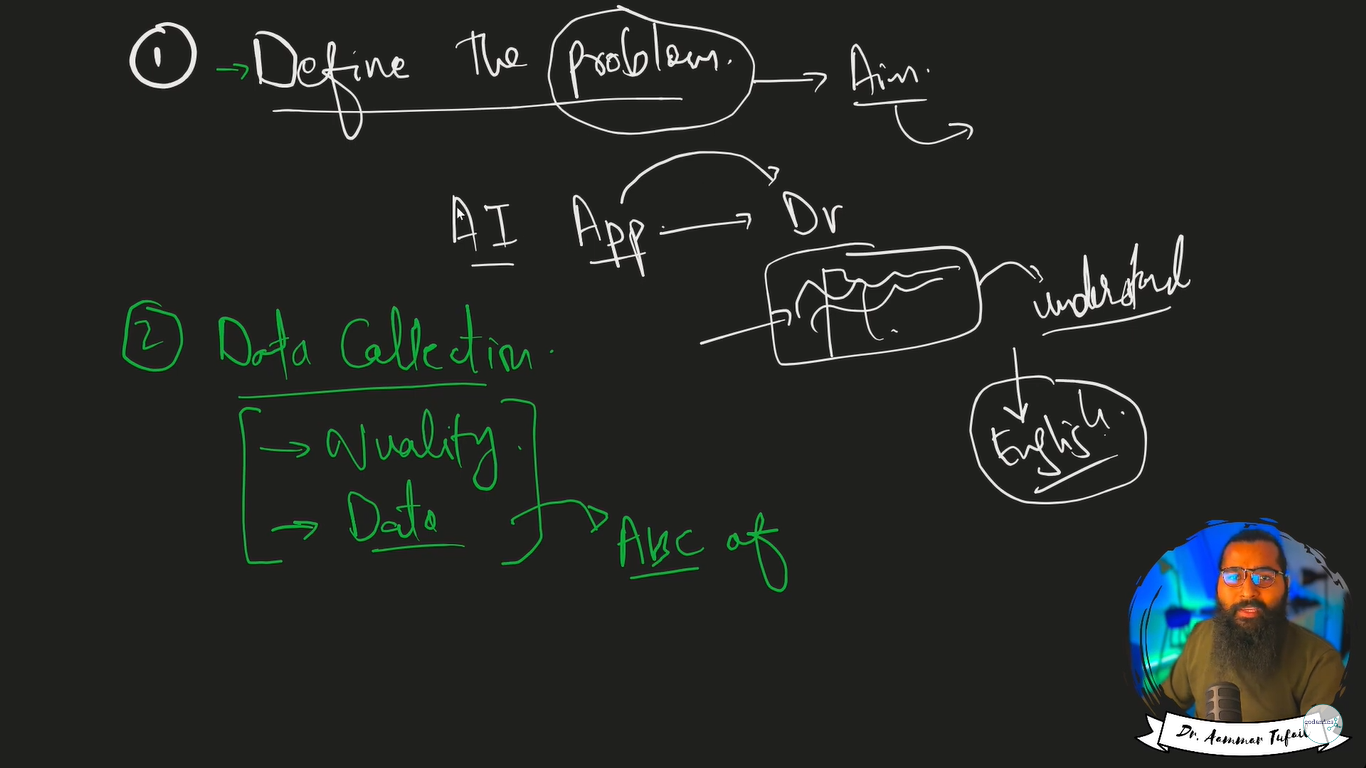 1 → Define the problem. → Aim.
AI App → Dr
understand
English.
2 Data Collection.
→ Quality.
→ Data
ABC of
Dr. Aammar Tufail